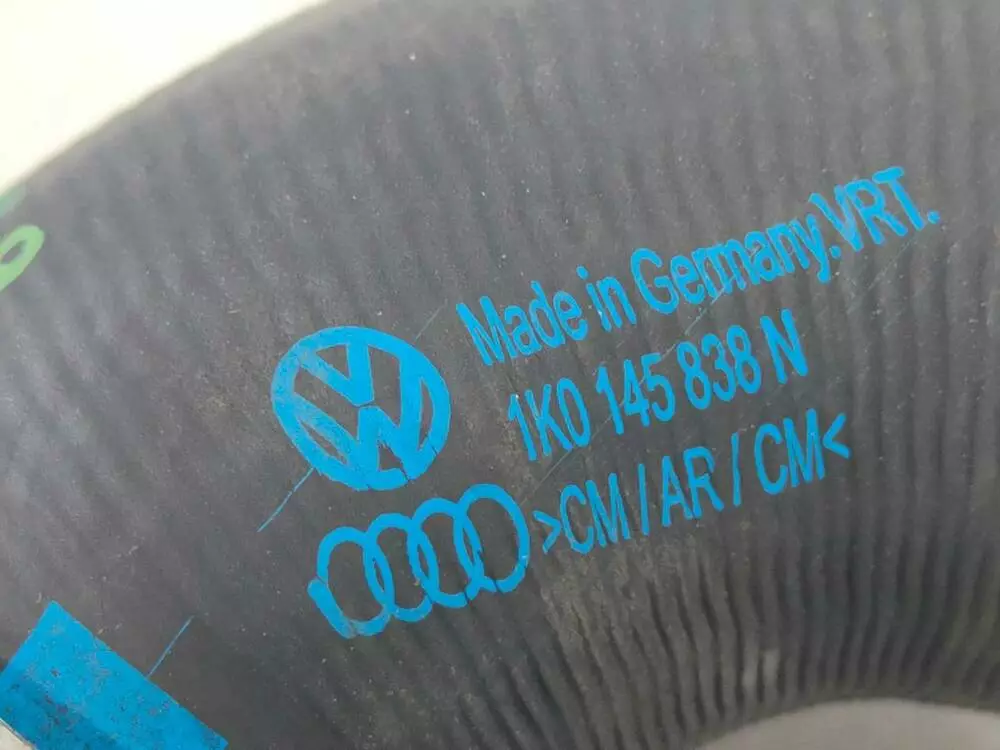 Made in Germany.VRT.
1K0 145 838 N
>CM / AR / CM<